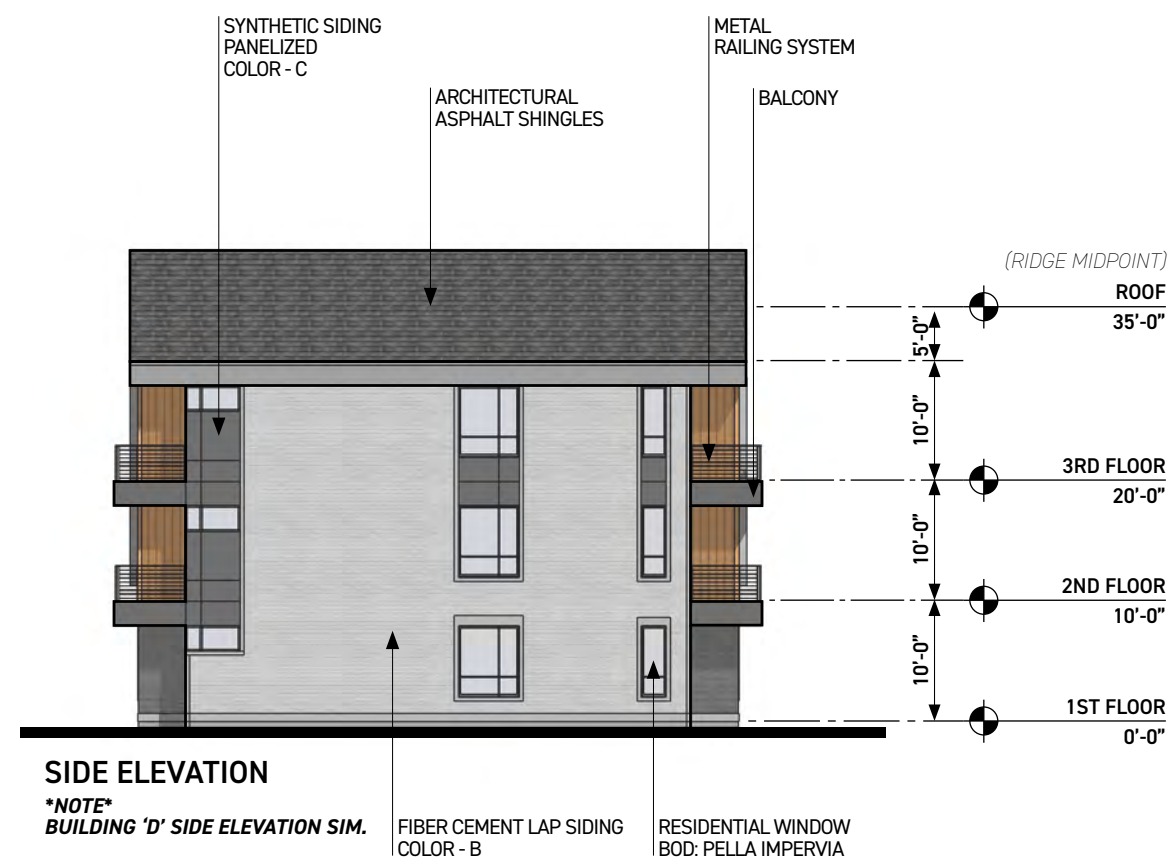 SYNTHETIC SIDING
PANELIZED
COLOR - C
METAL
RAILING SYSTEM
ARCHITECTURAL
ASPHALT SHINGLES
BALCONY
(RIDGE MIDPOINT)
ROOF
35'-0"
5'-0"
10'-0"
3RD FLOOR
20'-0"
10'-0"
2ND FLOOR
10'-0"
10'-0"
1ST FLOOR
0'-0"
SIDE ELEVATION
*NOTE*
BUILDING ‘D’ SIDE ELEVATION SIM.
FIBER CEMENT LAP SIDING
COLOR - B
RESIDENTIAL WINDOW
BOD: PELLA IMPERVIA